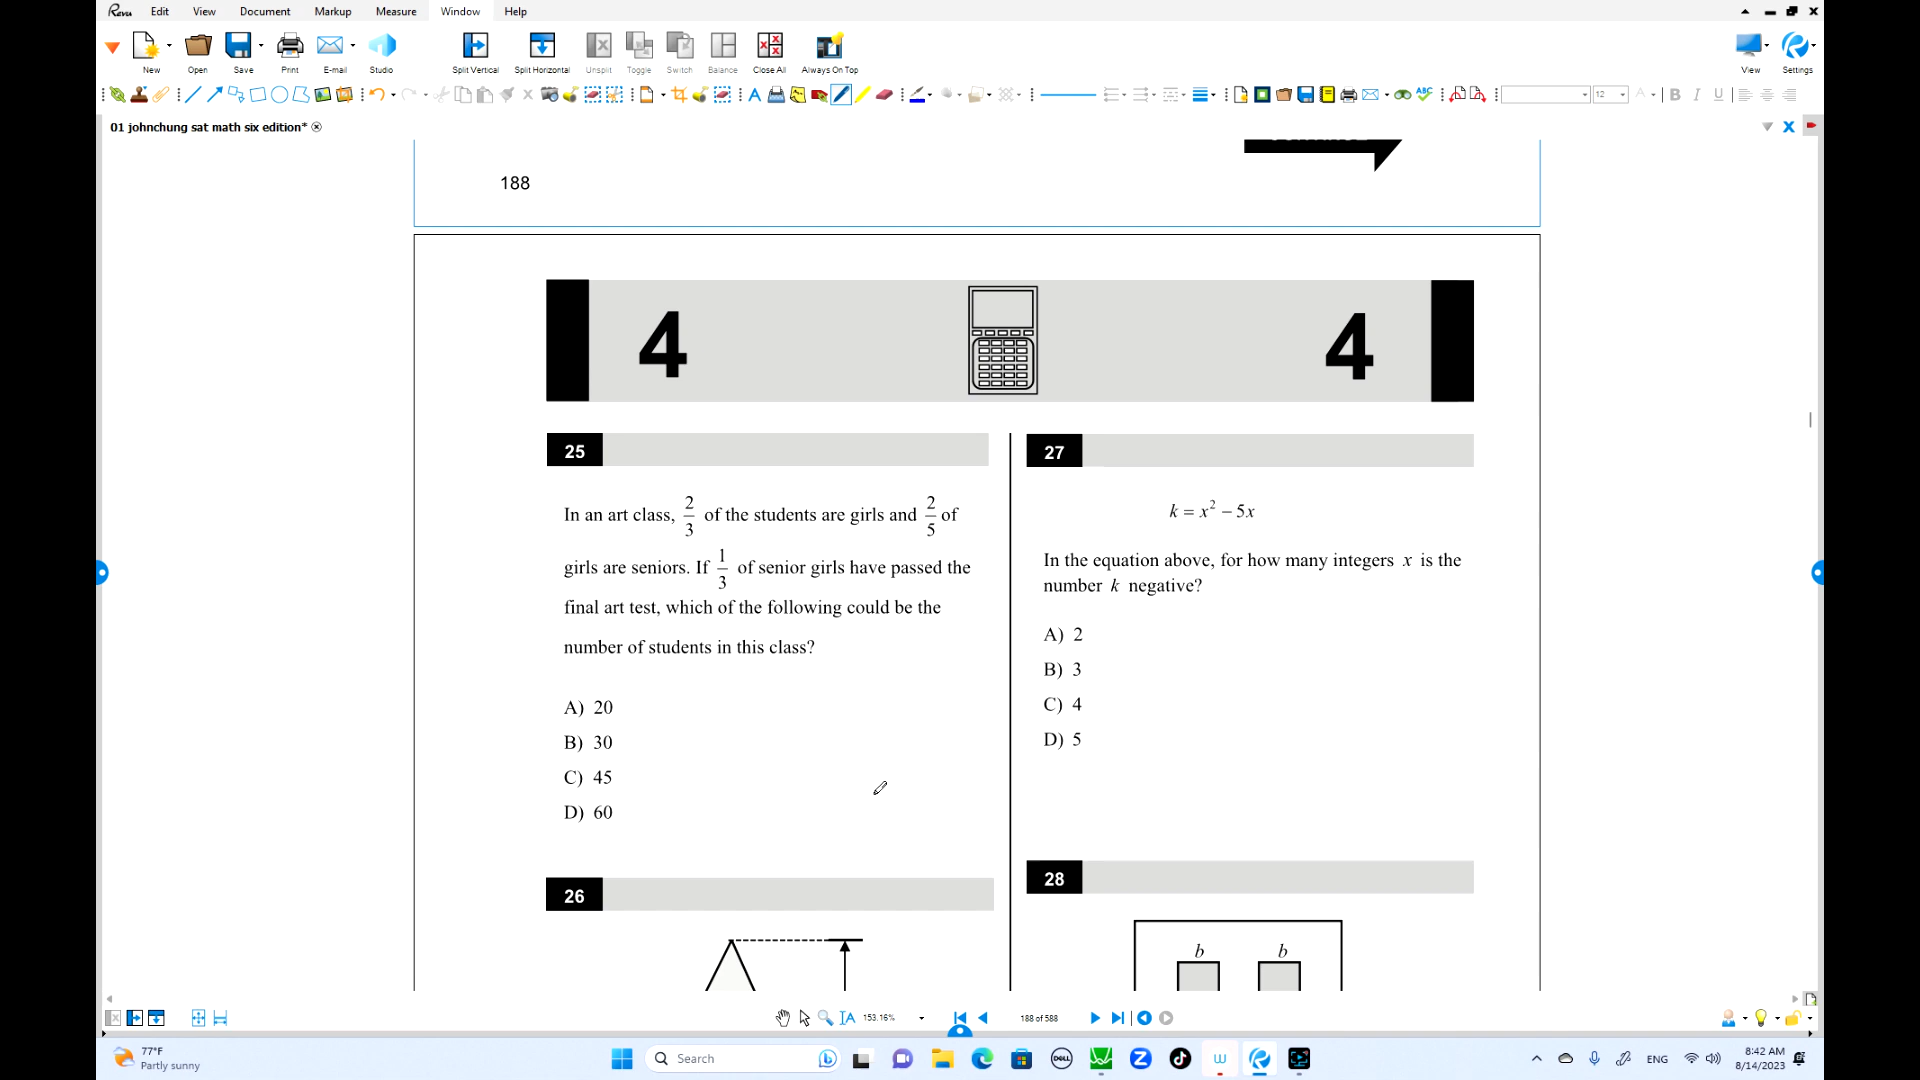 Revu Edit View Document Markup Measure Window Help
New Open Save Print E-mail Studio Split Vertical Split Horizontal Unsplit Toggle Switch Balance Close All Always On Top View Settings
12
01 johnchung sat math six edition*
188
4 4
25
In an art class, 2/3 of the students are girls and 2/5 of
girls are seniors. If 1/3 of senior girls have passed the
final art test, which of the following could be the
number of students in this class?
A) 20
B) 30
C) 45
D) 60
26
27
k = x² − 5x
In the equation above, for how many integers x is the
number k negative?
A) 2
B) 3
C) 4
D) 5
28
b b
153.16% 188 of 588
77°F
Partly sunny
Search
DELL
ENG
8:42 AM
8/14/2023